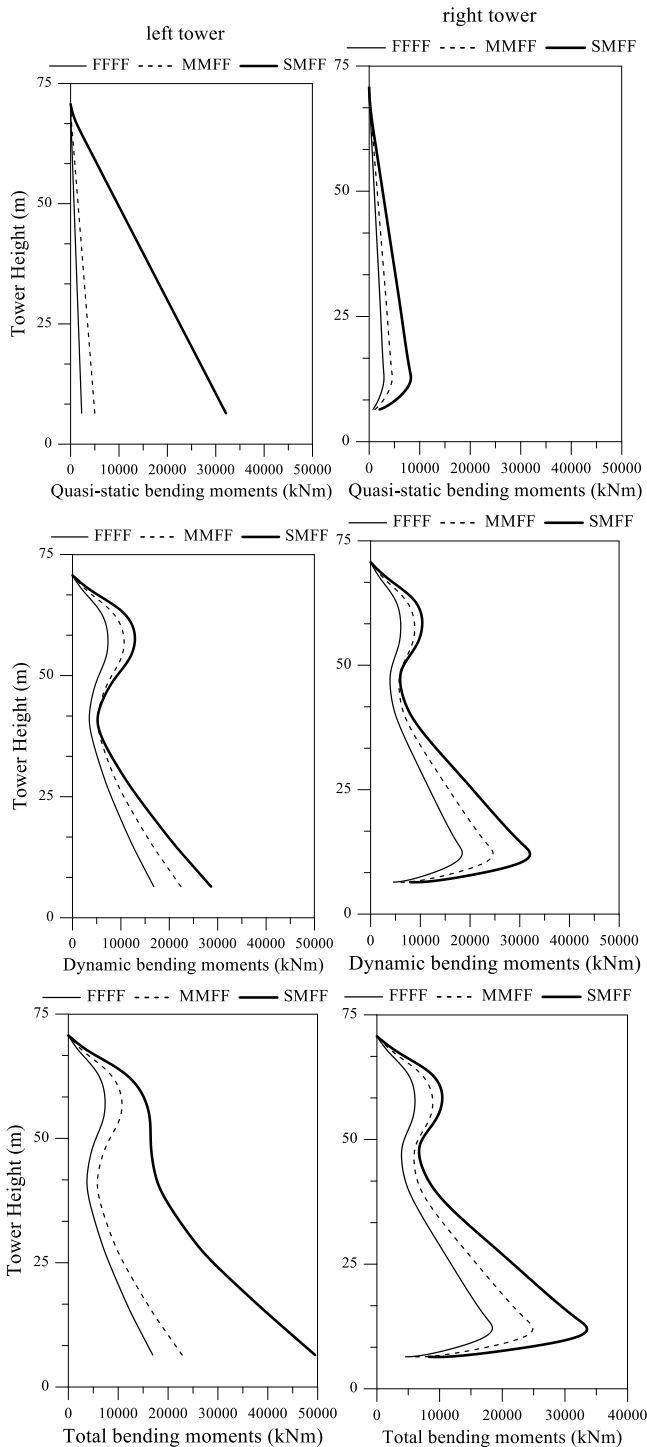 left tower
FFFF MMFF SMFF
75
50
25
0
Tower Height (m)
0 10000 20000 30000 40000 50000
Quasi-static bending moments (kNm)
right tower
FFFF MMFF SMFF
75
50
25
0
0 10000 20000 30000 40000 50000
Quasi-static bending moments (kNm)
FFFF MMFF SMFF
75
50
25
0
Tower Height (m)
0 10000 20000 30000 40000 50000
Dynamic bending moments (kNm)
FFFF MMFF SMFF
75
50
25
0
0 10000 20000 30000 40000 50000
Dynamic bending moments (kNm)
FFFF MMFF SMFF
75
50
25
0
Tower Height (m)
0 10000 20000 30000 40000 50000
Total bending moments (kNm)
FFFF MMFF SMFF
75
50
25
0
0 10000 20000 30000 40000
Total bending moments (kNm)